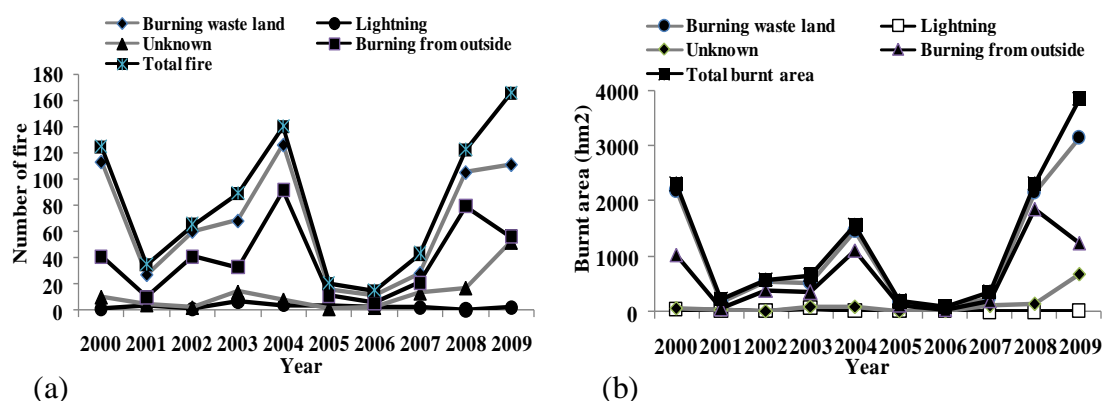 Burning waste land
Lightning
Unknown
Burning from outside
Total fire
180
160
140
120
100
80
60
40
20
0
Number of fire
2000 2001 2002 2003 2004 2005 2006 2007 2008 2009
Year
(a)
Burning waste land
Lightning
Unknown
Burning from outside
Total burnt area
4000
3000
2000
1000
0
Burnt area (hm2)
2000 2001 2002 2003 2004 2005 2006 2007 2008 2009
Year
(b)